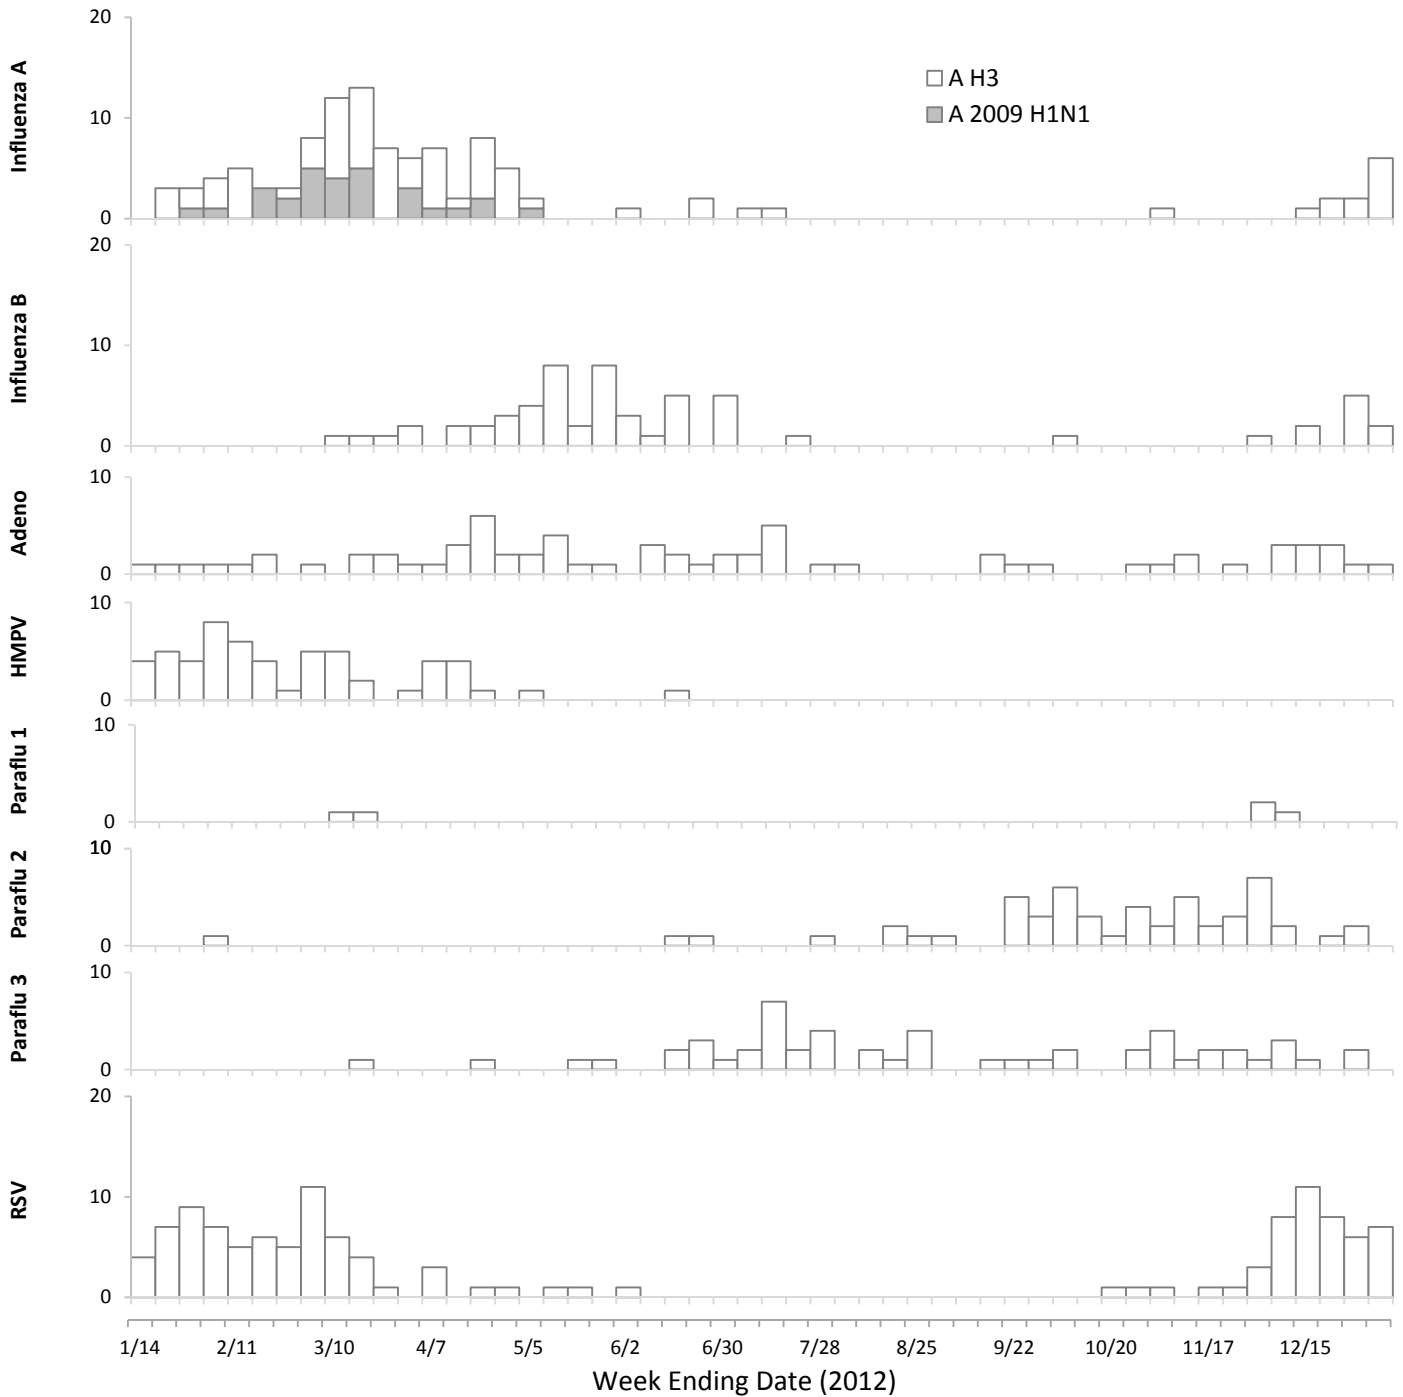 20
10
0
Influenza A
A H3
A 2009 H1N1
20
10
0
Influenza B
10
0
Adeno
10
0
HMPV
10
0
Paraflu 1
10
0
Paraflu 2
10
0
Paraflu 3
20
10
0
RSV
1/14 2/11 3/10 4/7 5/5 6/2 6/30 7/28 8/25 9/22 10/20 11/17 12/15
Week Ending Date (2012)